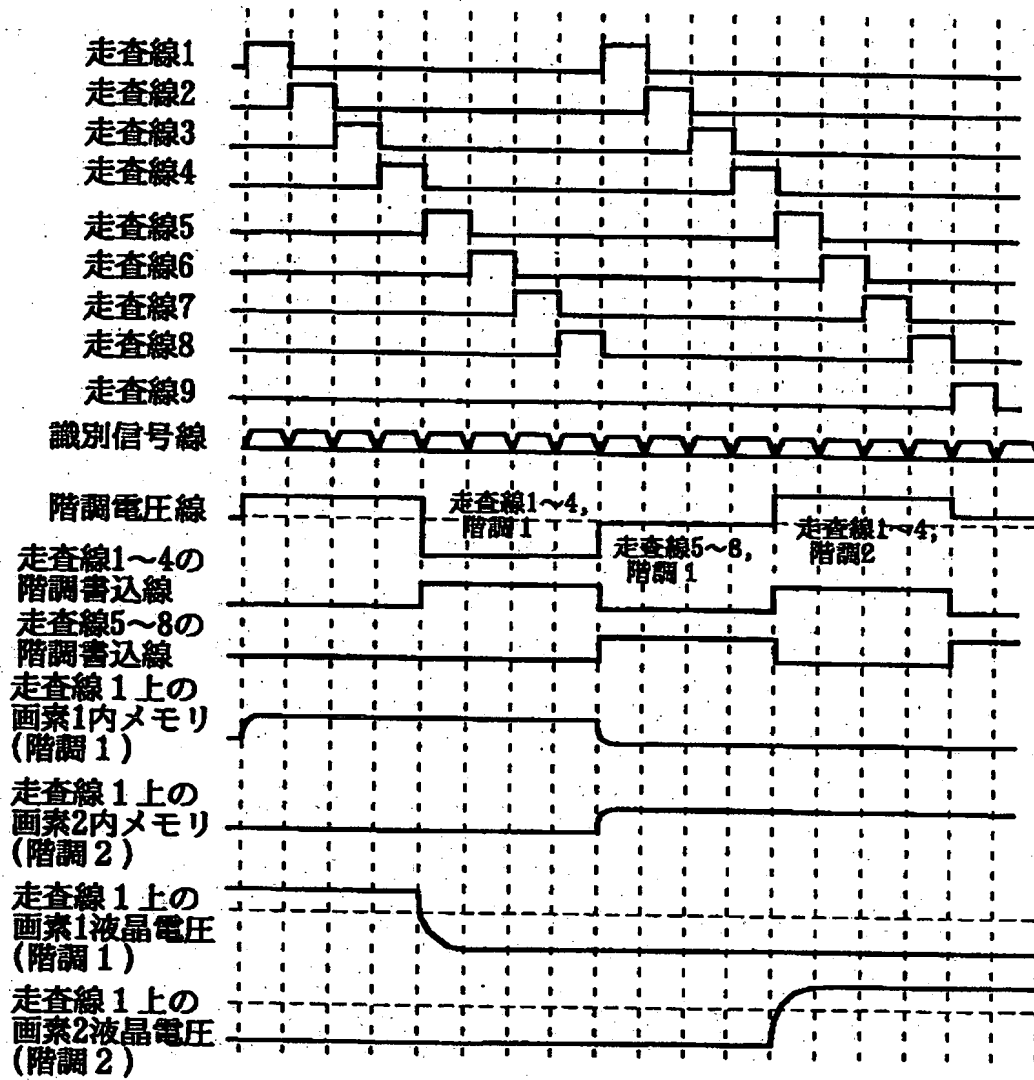 走査線1
走査線2
走査線3
走査線4
走査線5
走査線6
走査線7
走査線8
走査線9
識別信号線
階調電圧線
走査線1～4,
階調1
走査線5～8,
階調1
走査線1～4,
階調2
走査線1～4の
階調書込線
走査線5～8の
階調書込線
走査線1上の
画素1内メモリ
(階調1)
走査線1上の
画素2内メモリ
(階調2)
走査線1上の
画素1液晶電圧
(階調1)
走査線1上の
画素2液晶電圧
(階調2)